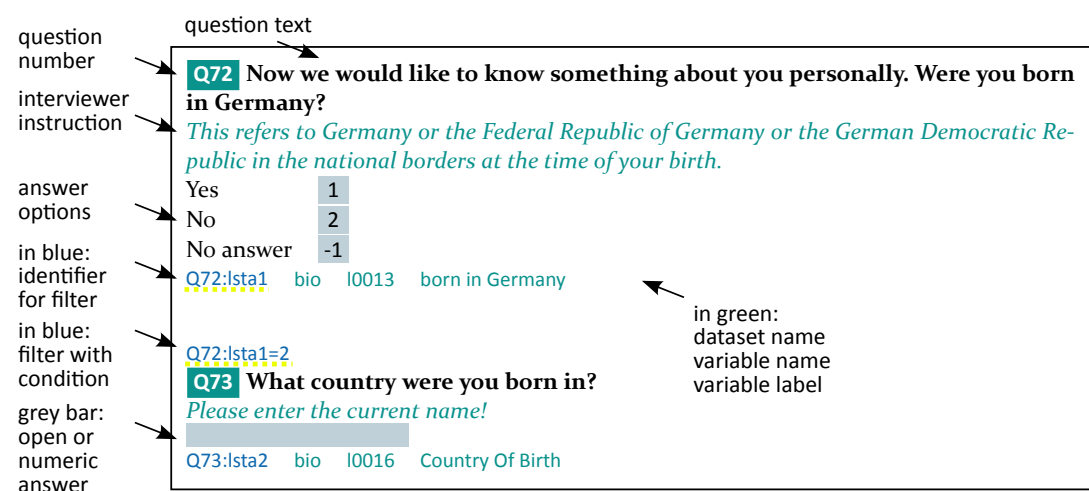 question text
question
number
interviewer
instruction
answer
options
in blue:
identifier
for filter
in blue:
filter with
condition
grey bar:
open or
numeric
answer
Q72 Now we would like to know something about you personally. Were you born
in Germany?
This refers to Germany or the Federal Republic of Germany or the German Democratic Re-
public in the national borders at the time of your birth.
Yes 1
No 2
No answer -1
Q72:lsta1 bio l0013 born in Germany
in green:
dataset name
variable name
variable label
Q72:lsta1=2
Q73 What country were you born in?
Please enter the current name!
Q73:lsta2 bio l0016 Country Of Birth